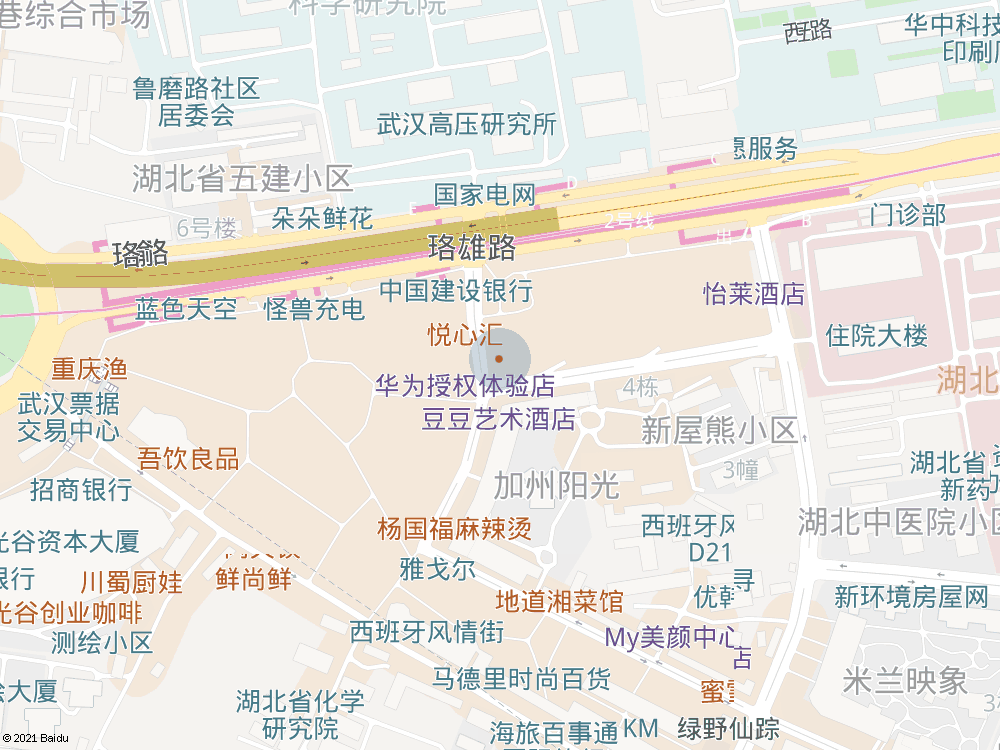 巷综合市场
科学研究院
西王路
华中科技
印刷厂
鲁磨路社区
居委会
武汉高压研究所
愿服务
湖北省五建小区
国家电网
D
C
E
6号楼
朵朵鲜花
2号线
B
A
门诊部
珞喻路
珞雄路
蓝色天空
怪兽充电
中国建设银行
怡莱酒店
悦心汇
住院大楼
重庆渔
华为授权体验店
4栋
湖北
武汉票据
交易中心
豆豆艺术酒店
新屋熊小区
吾饮良品
3幢
湖北省
新药
招商银行
加州阳光
湖北中医院小区
杨国福麻辣烫
西班牙风
D21
光谷资本大厦
银行
川蜀厨娃
鲜尚鲜
雅戈尔
寻
优韩
新环境房屋网
光谷创业咖啡
地道湘菜馆
测绘小区
西班牙风情街
My美颜中心
店
绘大厦
马德里时尚百货
米兰映象
湖北省化学
研究院
蜜雪
海旅百事通
KM
绿野仙踪
© 2021 Baidu